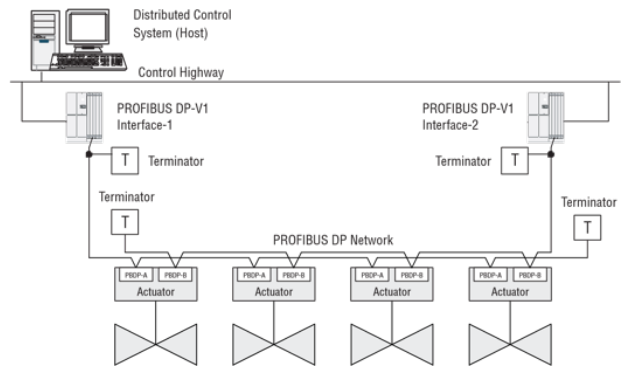 Distributed Control
System (Host)
Control Highway
PROFIBUS DP-V1
Interface-1
PROFIBUS DP-V1
Interface-2
T
Terminator
Terminator
T
Terminator
T
Terminator
T
PROFIBUS DP Network
PBDP-A PBDP-B
Actuator
PBDP-A PBDP-B
Actuator
PBDP-A PBDP-B
Actuator
PBDP-A PBDP-B
Actuator